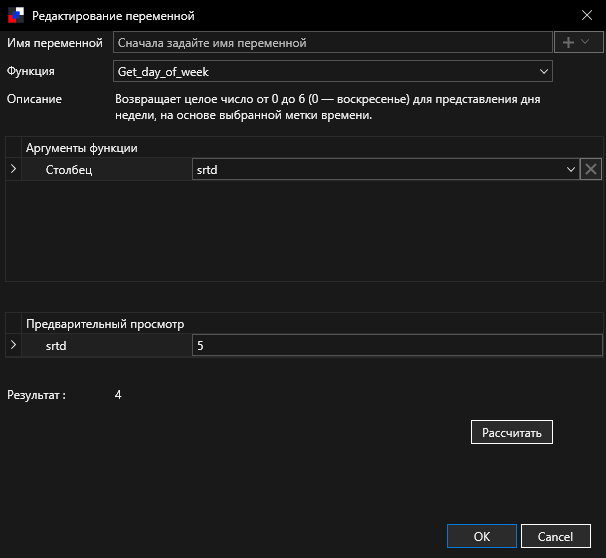 Редактирование переменной
Имя переменной Сначала задайте имя переменной
Функция Get_day_of_week
Описание Возвращает целое число от 0 до 6 (0 — воскресенье) для представления дня
недели, на основе выбранной метки времени.
Аргументы функции
Столбец srtd
Предварительный просмотр
srtd 5
Результат : 4
Рассчитать
OK Cancel